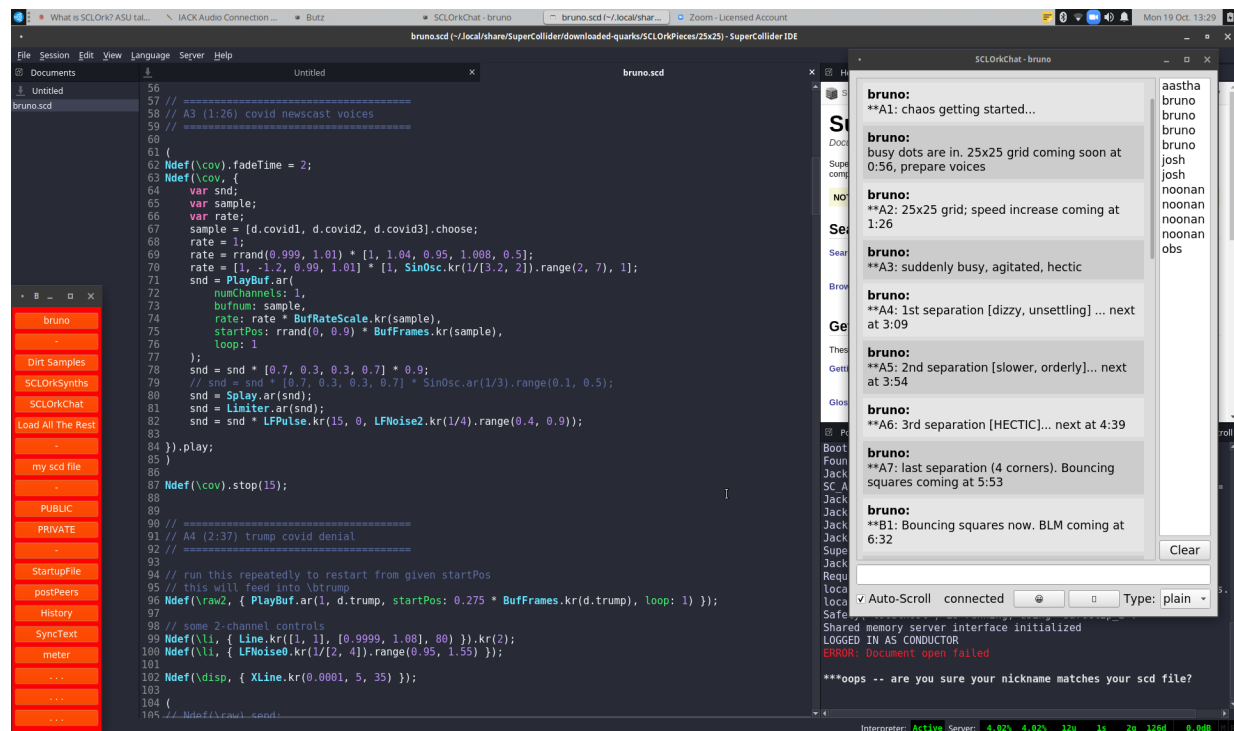 What is SCLOrk? ASU tal...
IACK Audio Connection ...
Butz
SCLOrkChat - bruno
bruno.scd (~/.local/shar...
Zoom - Licensed Account
Mon 19 Oct. 13:29
bruno.scd (~/.local/share/SuperCollider/downloaded-quarks/SCLOrkPieces/25x25) - SuperCollider IDE
File Session Edit View Language Server Help
Documents
Untitled
bruno.scd
Untitled
bruno.scd
56
57 // =====================================
58 // A3 (1:26) covid newscast voices
59 // =====================================
60
61 (
62 Ndef(\cov).fadeTime = 2;
63 Ndef(\cov, {
64 var snd;
65 var sample;
66 var rate;
67 sample = [d.covid1, d.covid2, d.covid3].choose;
68 rate = 1;
69 rate = rrand(0.999, 1.01) * [1, 1.04, 0.95, 1.008, 0.5];
70 rate = [1, -1.2, 0.99, 1.01] * [1, SinOsc.kr(1/[3.2, 2]).range(2, 7), 1];
71 snd = PlayBuf.ar(
72 numChannels: 1,
73 bufnum: sample,
74 rate: rate * BufRateScale.kr(sample),
75 startPos: rrand(0, 0.9) * BufFrames.kr(sample),
76 loop: 1
77 );
78 snd = snd * [0.7, 0.3, 0.3, 0.7] * 0.9;
79 // snd = snd * [0.7, 0.3, 0.3, 0.7] * SinOsc.ar(1/3).range(0.1, 0.5);
80 snd = Splay.ar(snd);
81 snd = Limiter.ar(snd);
82 snd = snd * LFPulse.kr(15, 0, LFNoise2.kr(1/4).range(0.4, 0.9));
83
84 }).play;
85 )
86
87 Ndef(\cov).stop(15);
88
89
90 // =====================================
91 // A4 (2:37) trump covid denial
92 // =====================================
93
94 // run this repeatedly to restart from given startPos
95 // this will feed into \btrump
96 Ndef(\raw2, { PlayBuf.ar(1, d.trump, startPos: 0.275 * BufFrames.kr(d.trump), loop: 1) });
97
98 // some 2-channel controls
99 Ndef(\li, { Line.kr([1, 1], [0.9999, 1.08], 80) }).kr(2);
100 Ndef(\li, { LFNoise0.kr(1/[2, 4]).range(0.95, 1.55) });
101
102 Ndef(\disp, { XLine.kr(0.0001, 5, 35) });
103
104 (
105 // Ndef(\raw) send:
B
bruno
-
Dirt Samples
SCLOrkSynths
SCLOrkChat
Load All The Rest
-
my scd file
-
PUBLIC
PRIVATE
-
StartupFile
postPeers
History
SyncText
meter
. . .
. . .
. . .
SCLOrkChat - bruno
bruno:
**A1: chaos getting started...
bruno:
busy dots are in. 25x25 grid coming soon at
0:56, prepare voices
bruno:
**A2: 25x25 grid; speed increase coming at
1:26
bruno:
**A3: suddenly busy, agitated, hectic
bruno:
**A4: 1st separation [dizzy, unsettling] ... next
at 3:09
bruno:
**A5: 2nd separation [slower, orderly]... next
at 3:54
bruno:
**A6: 3rd separation [HECTIC]... next at 4:39
bruno:
**A7: last separation (4 corners). Bouncing
squares coming at 5:53
bruno:
**B1: Bouncing squares now. BLM coming at
6:32
aastha
bruno
bruno
bruno
bruno
josh
josh
noonan
noonan
noonan
noonan
obs
Clear
Auto-Scroll connected Type: plain
Shared memory server interface initialized
LOGGED IN AS CONDUCTOR
ERROR: Document open failed
***oops -- are you sure your nickname matches your scd file?
Interpreter: Active Server: 4.02% 4.02% 12u 1s 2g 126d 0.0dB